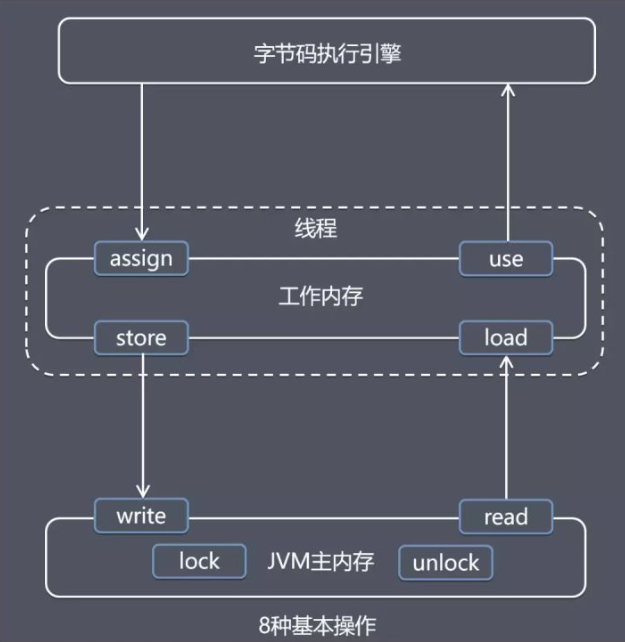 字节码执行引擎
线程
assign
use
工作内存
store
load
write
read
lock
JVM主内存
unlock
8种基本操作